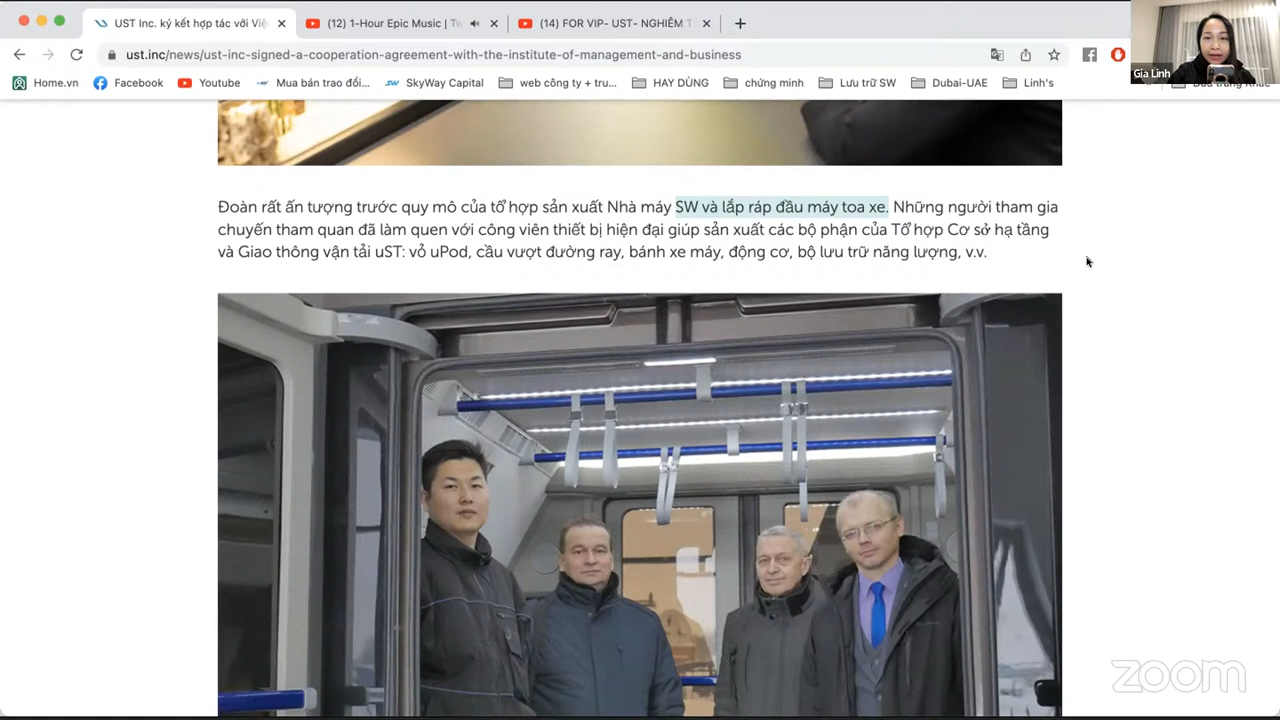 UST Inc. ký kết hợp tác với Việ
(12) 1-Hour Epic Music | Tw
(14) FOR VIP- UST- NGHIÊM T
ust.inc/news/ust-inc-signed-a-cooperation-agreement-with-the-institute-of-management-and-business
Gia Linh
Home.vn
Facebook
Youtube
Mua bán trao đổi...
SkyWay Capital
web công ty + tru...
HAY DÙNG
chứng minh
Lưu trữ SW
Dubai-UAE
Linh's
Dấu trang Khác
Đoàn rất ấn tượng trước quy mô của tổ hợp sản xuất Nhà máy SW và lắp ráp đầu máy toa xe. Những người tham gia
chuyến tham quan đã làm quen với công viên thiết bị hiện đại giúp sản xuất các bộ phận của Tổ hợp Cơ sở hạ tầng
và Giao thông vận tải uST: vỏ uPod, cầu vượt đường ray, bánh xe máy, động cơ, bộ lưu trữ năng lượng, v.v.
zoom